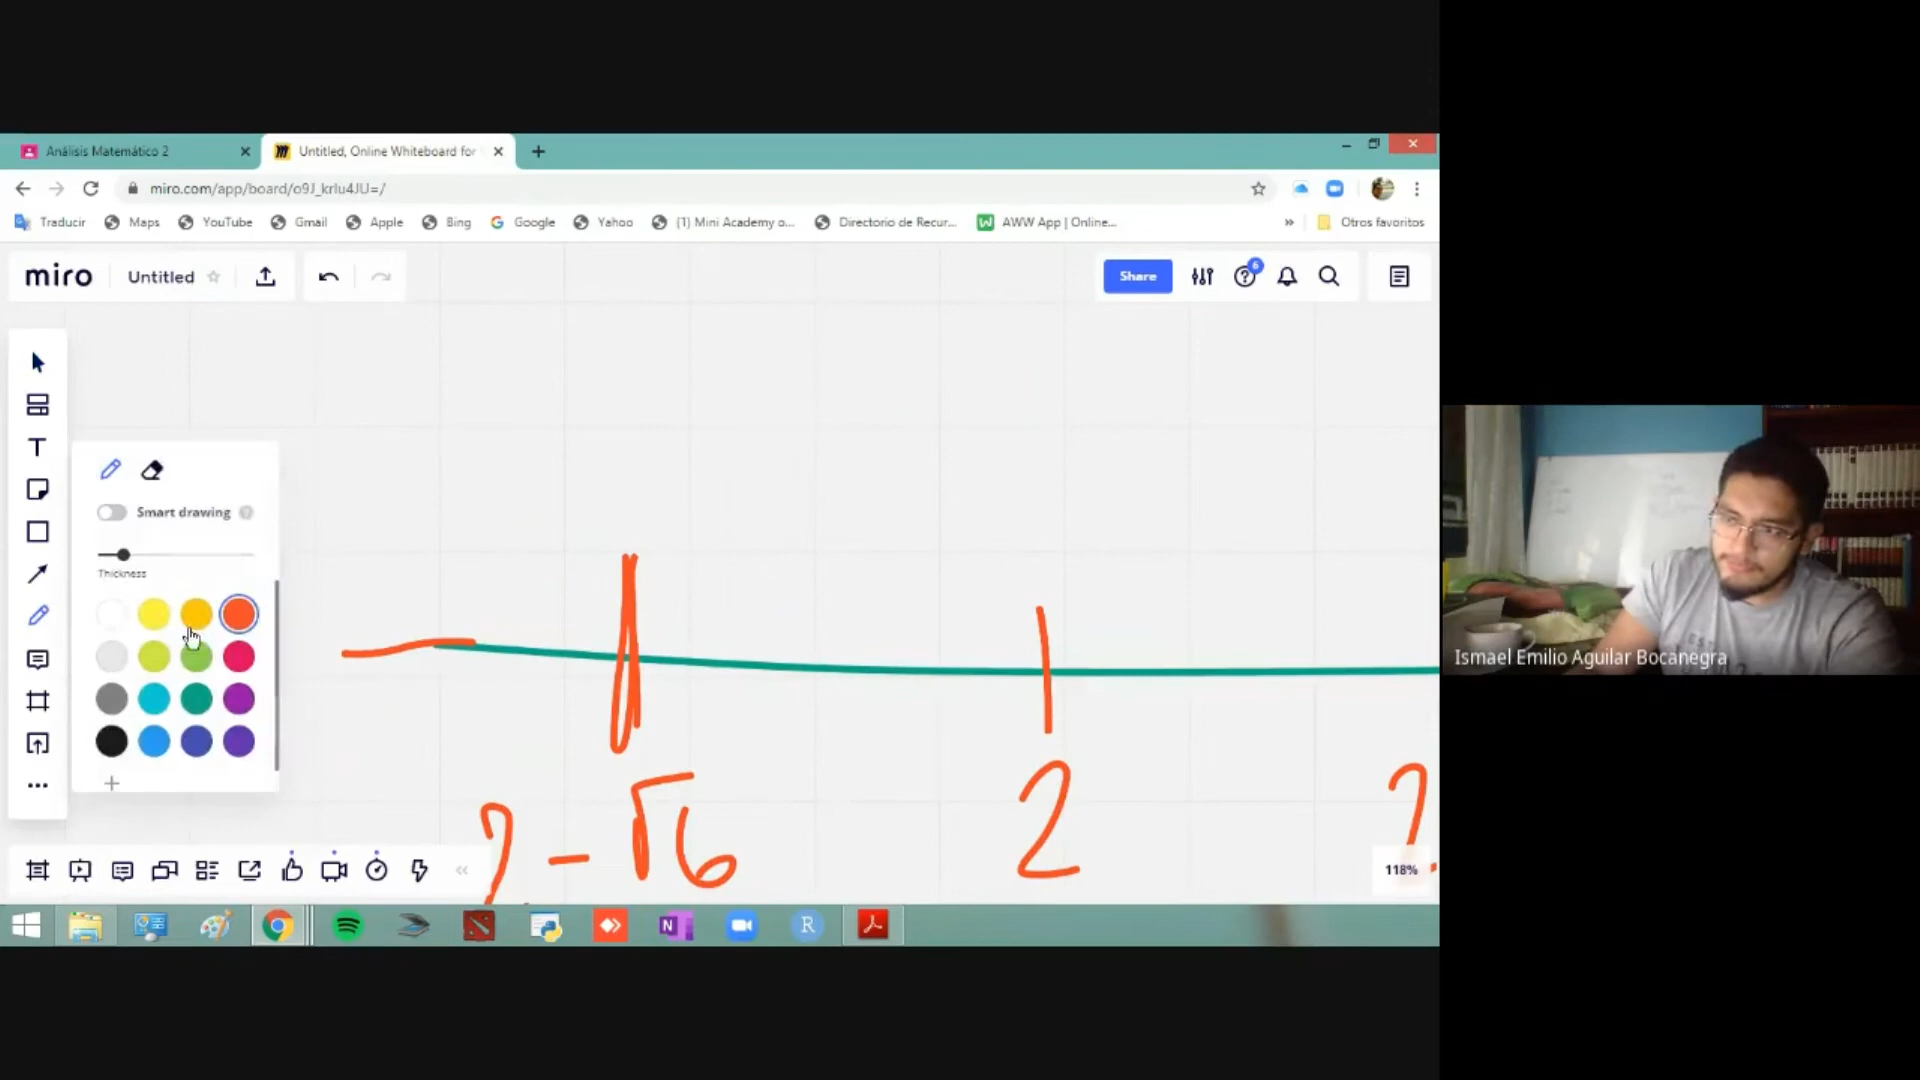 Análisis Matemático 2
Untitled, Online Whiteboard for
miro.com/app/board/o9J_krlu4JU=/
Traducir Maps YouTube Gmail Apple Bing Google Yahoo (1) Mini Academy o... Directorio de Recur... AWW App | Online... » Otros favoritos
miro Untitled Share 6
T
Smart drawing ?
Thickness
2 - √6
2
2
118%
N R
Ismael Emilio Aguilar Bocanegra